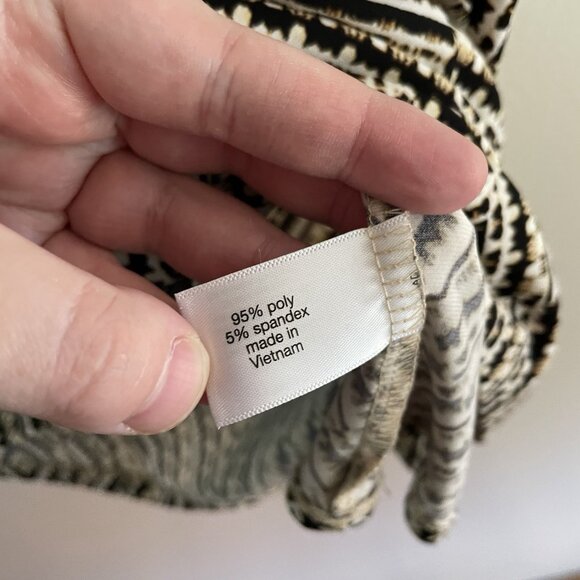 95% poly
5% spandex
made in
Vietnam